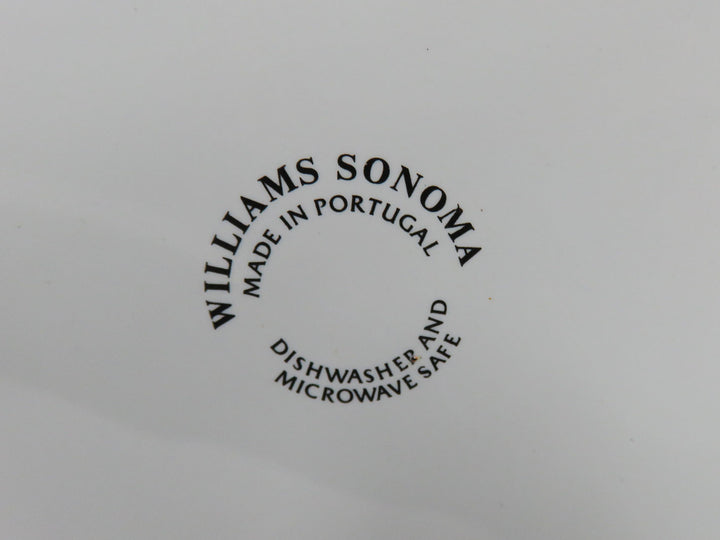 WILLIAMS SONOMA
MADE IN PORTUGAL
DISHWASHER AND
MICROWAVE SAFE